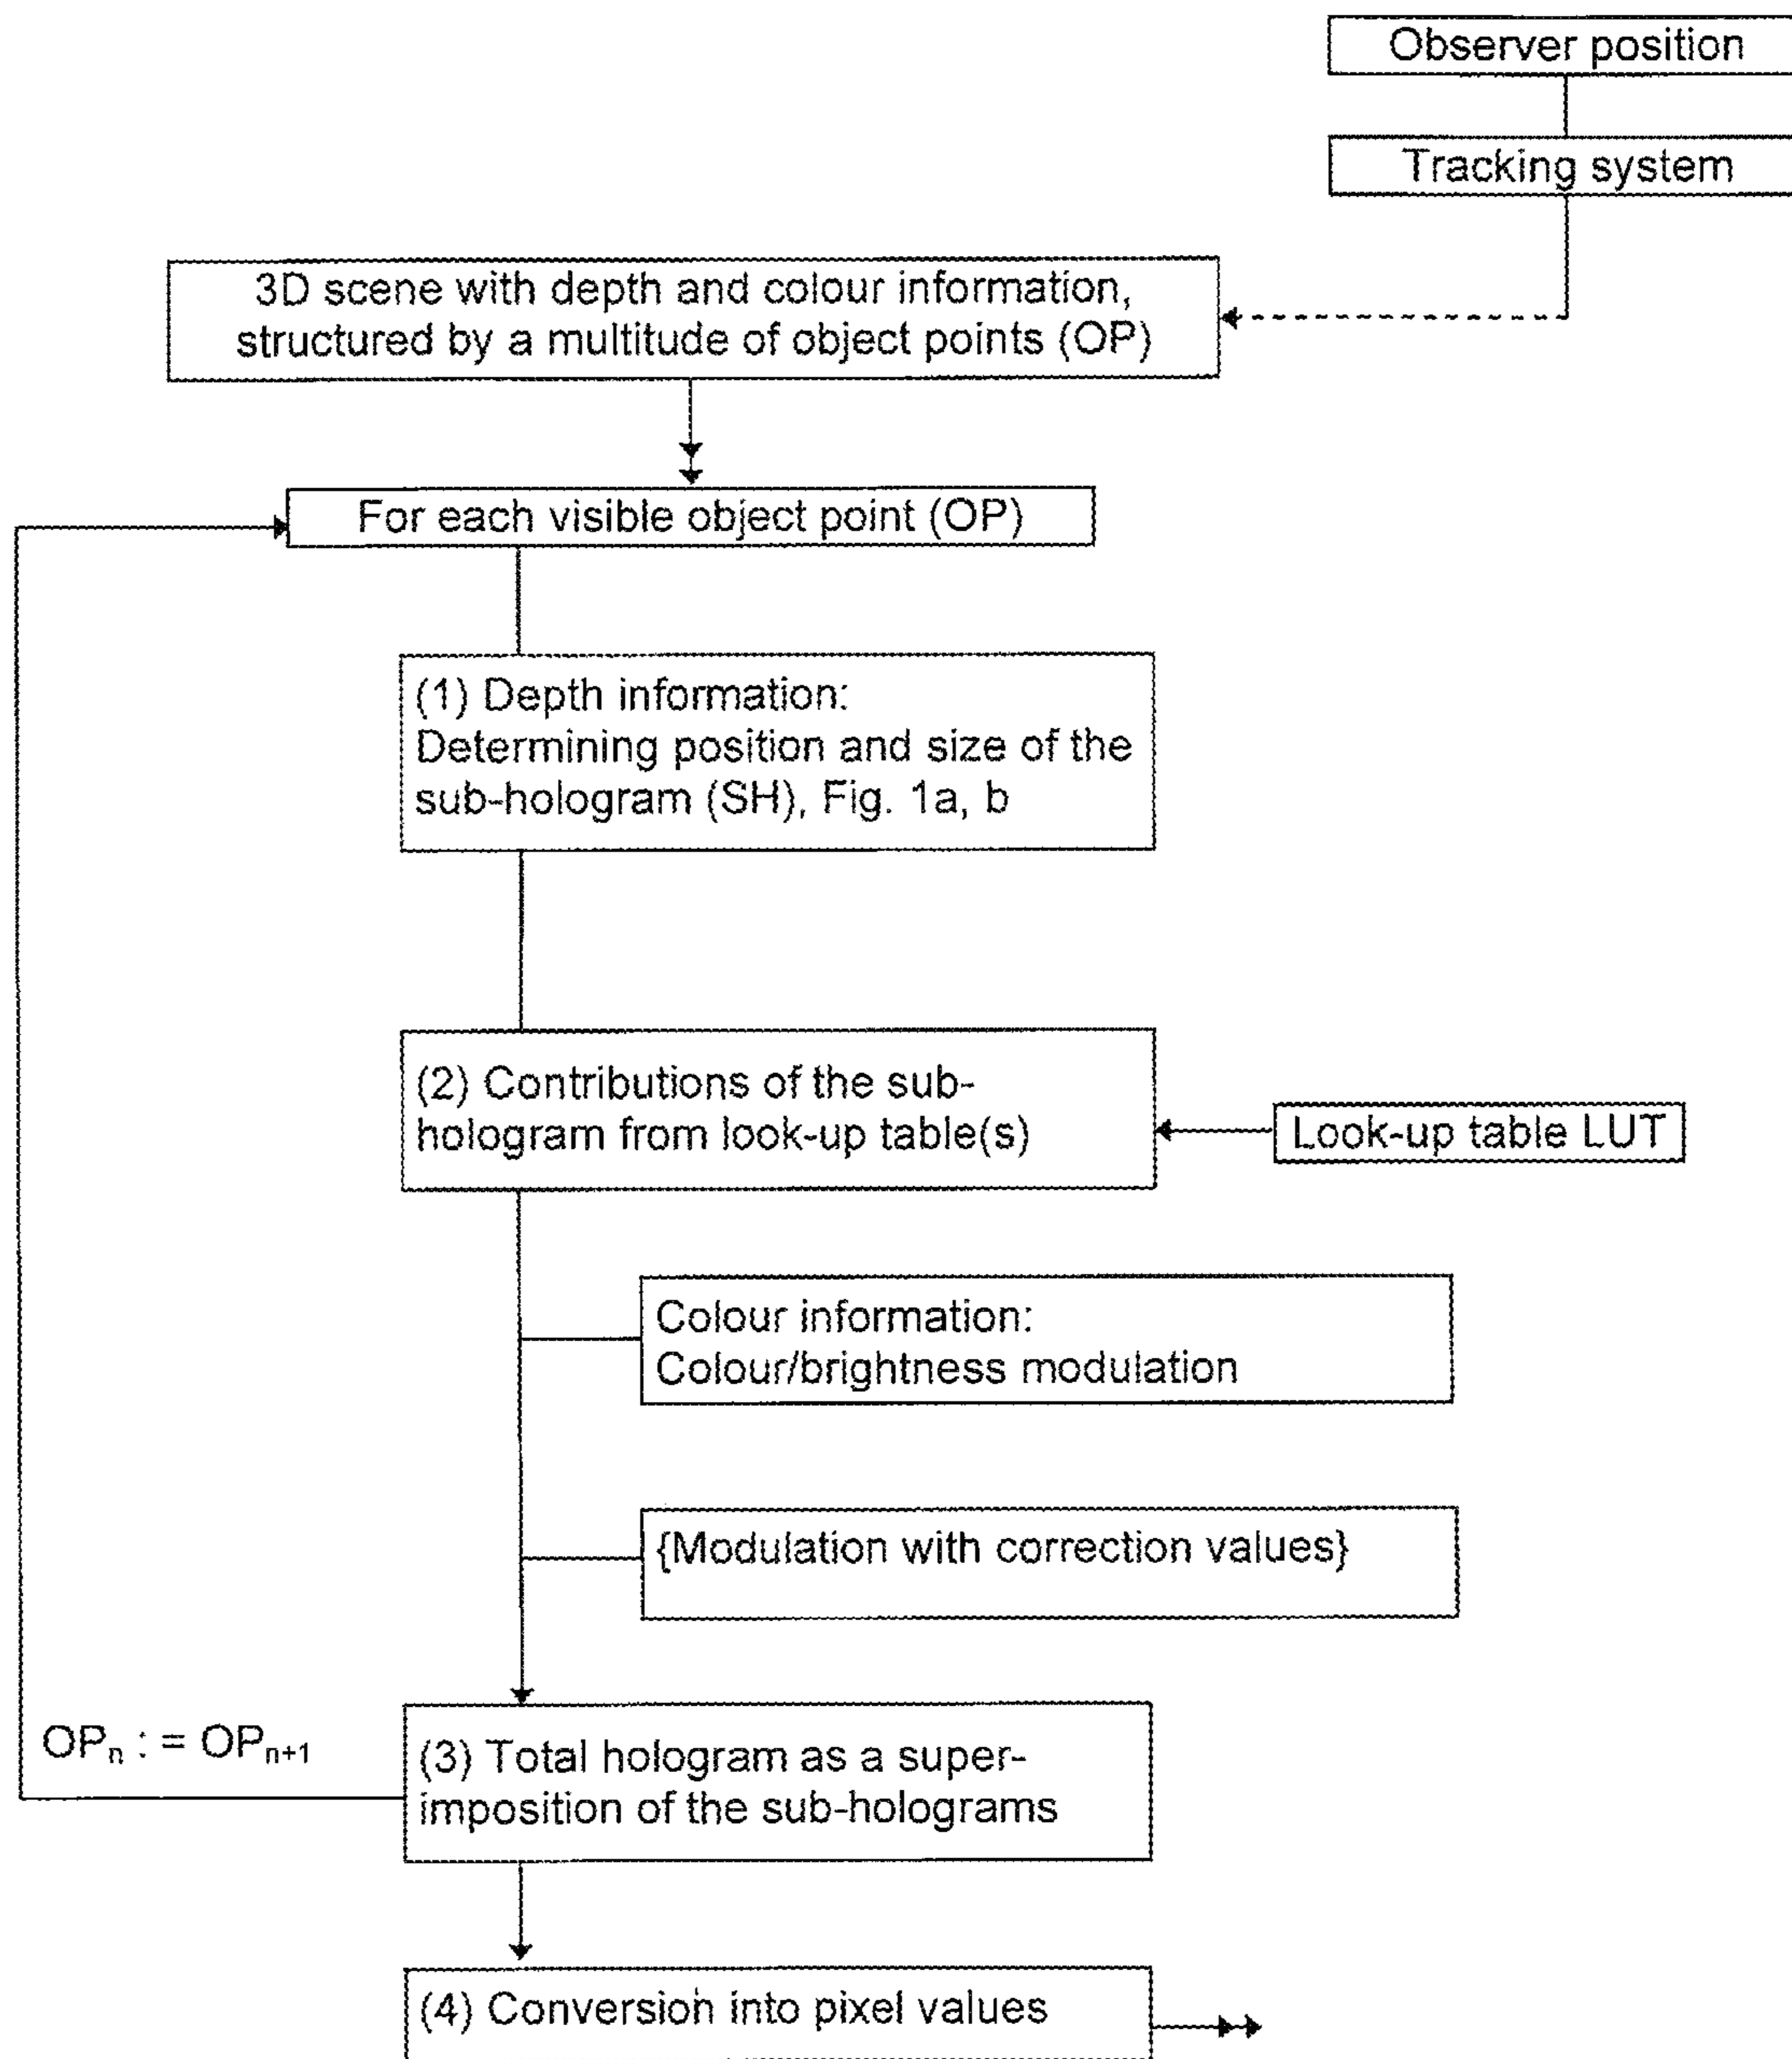 Observer position
Tracking system
3D scene with depth and colour information,
structured by a multitude of object points (OP)
For each visible object point (OP)
(1) Depth information:
Determining position and size of the
sub-hologram (SH), Fig. 1a, b
(2) Contributions of the sub-
hologram from look-up table(s)
Look-up table LUT
Colour information:
Colour/brightness modulation
{Modulation with correction values}
OPₙ : = OPₙ₊₁
(3) Total hologram as a super-
imposition of the sub-holograms
(4) Conversion into pixel values